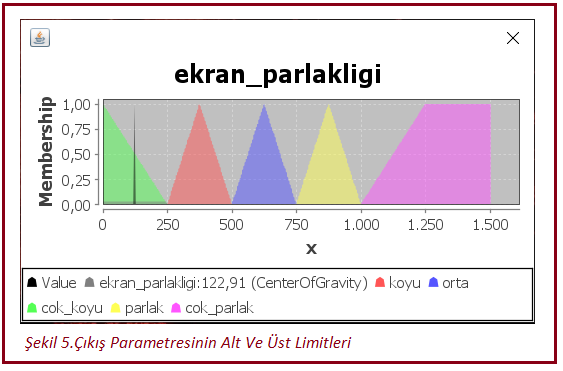 ekran_parlakligi
Membership
1,00
0,75
0,50
0,25
0,00
0 250 500 750 1.000 1.250 1.500
x
Value ekran_parlakligi:122,91 (CenterOfGravity) koyu orta
cok_koyu parlak cok_parlak
Şekil 5.Çıkış Parametresinin Alt Ve Üst Limitleri